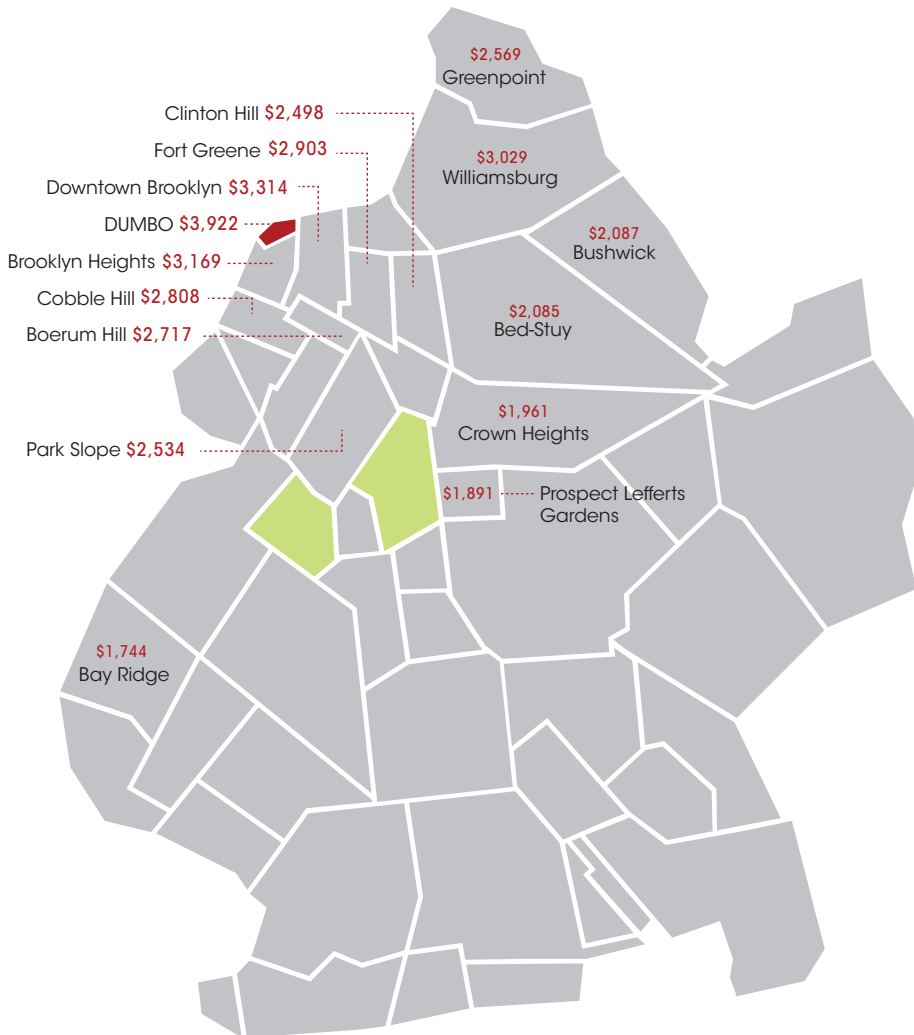 $2,569
Greenpoint
Clinton Hill $2,498
Fort Greene $2,903
$3,029
Williamsburg
Downtown Brooklyn $3,314
DUMBO $3,922
$2,087
Bushwick
Brooklyn Heights $3,169
Cobble Hill $2,808
$2,085
Bed-Stuy
Boerum Hill $2,717
$1,961
Crown Heights
Park Slope $2,534
$1,891 Prospect Lefferts
Gardens
$1,744
Bay Ridge